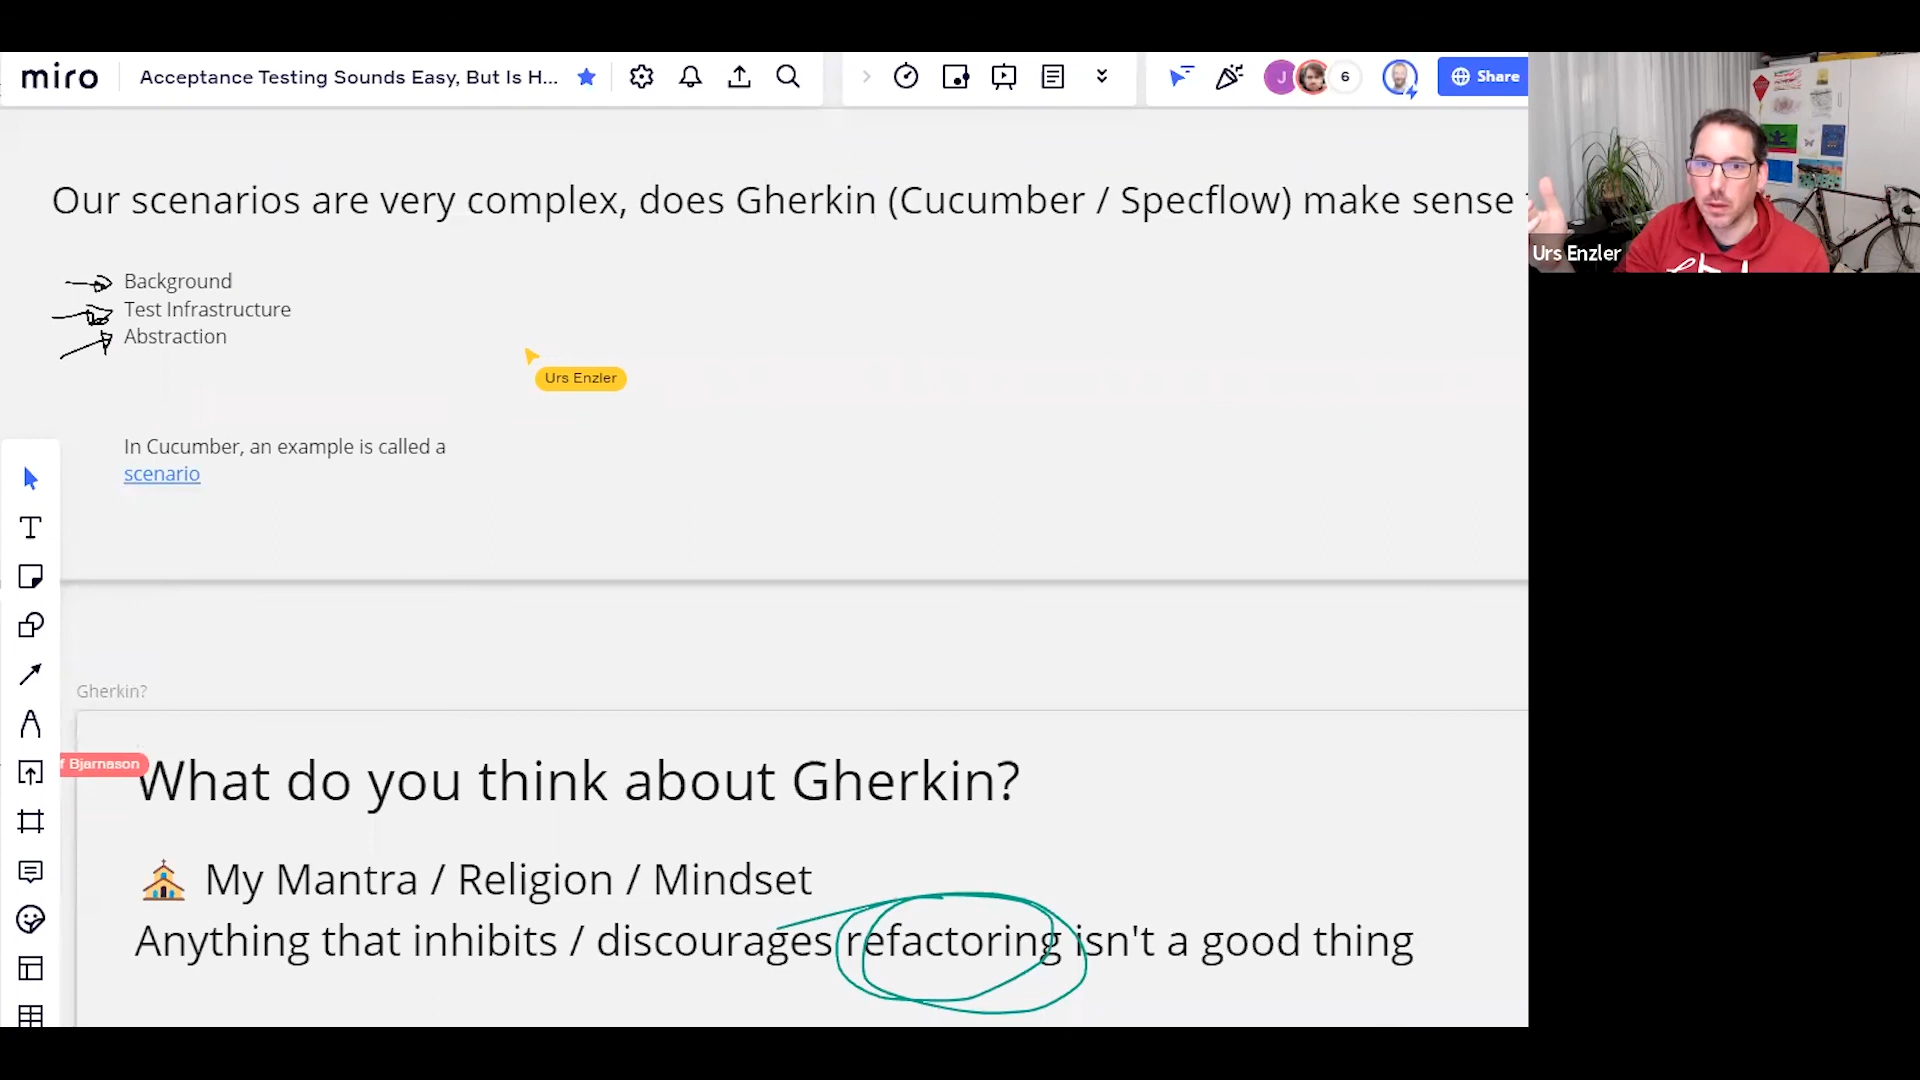 miro
Acceptance Testing Sounds Easy, But Is H...
J
6
Share
Our scenarios are very complex, does Gherkin (Cucumber / Specflow) make sense
Background
Test Infrastructure
Abstraction
Urs Enzler
Urs Enzler
In Cucumber, an example is called a
scenario
Gherkin?
f Bjarnason
What do you think about Gherkin?
My Mantra / Religion / Mindset
Anything that inhibits / discourages refactoring isn't a good thing